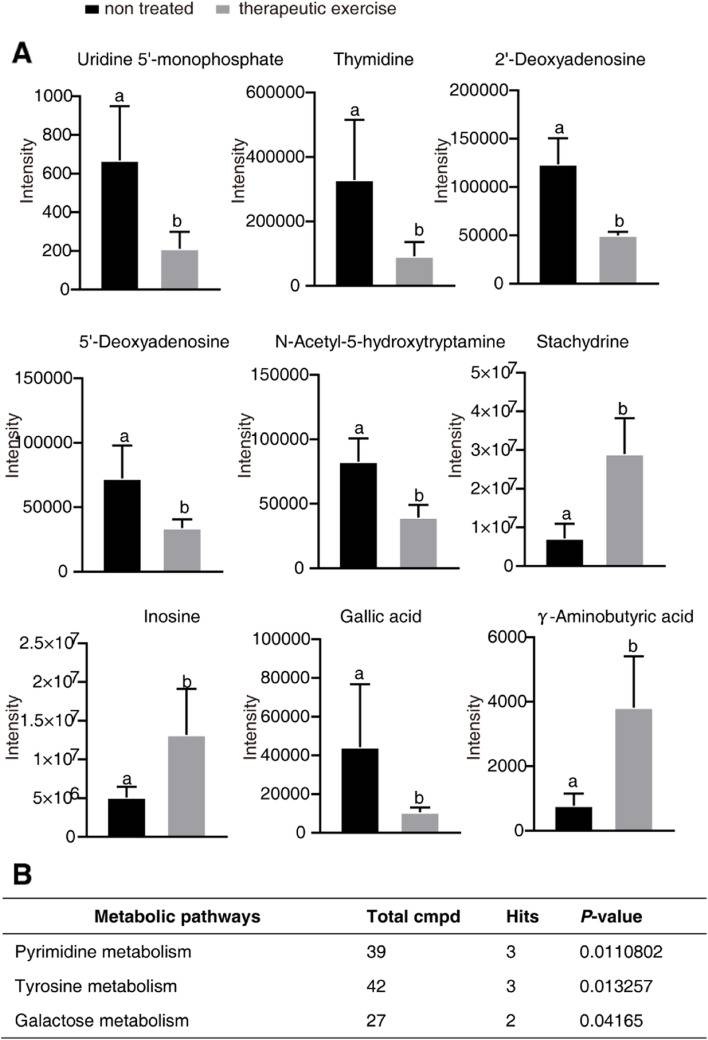 non treated therapeutic exercise
A
Uridine 5'-monophosphate Thymidine 2'-Deoxyadenosine
Intensity
1000
800
600
400
200
0
a
b
Intensity
600000
400000
200000
0
a
b
Intensity
200000
150000
100000
50000
0
a
b
5'-Deoxyadenosine N-Acetyl-5-hydroxytryptamine Stachydrine
Intensity
150000
100000
50000
0
a
b
Intensity
150000
100000
50000
0
a
b
Intensity
5×10⁷
4×10⁷
3×10⁷
2×10⁷
1×10⁷
0
a
b
Inosine Gallic acid γ-Aminobutyric acid
Intensity
2.5×10⁷
2×10⁷
1.5×10⁷
1×10⁷
5×10⁶
0
a
b
Intensity
100000
80000
60000
40000
20000
0
a
b
Intensity
6000
4000
2000
0
a
b
B
Metabolic pathways Total cmpd Hits P-value
Pyrimidine metabolism 39 3 0.0110802
Tyrosine metabolism 42 3 0.013257
Galactose metabolism 27 2 0.04165